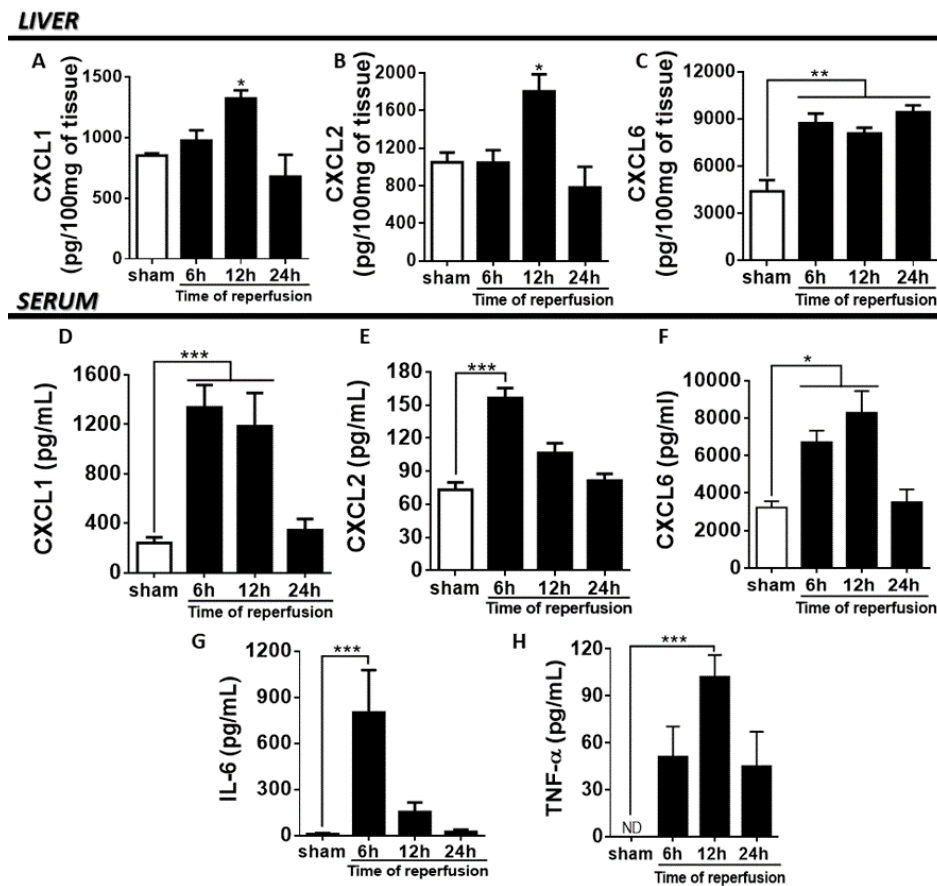 LIVER
A
CXCL1
(pg/100mg of tissue)
1500
1000
500
0
*
sham 6h 12h 24h
Time of reperfusion
B
CXCL2
(pg/100mg of tissue)
2000
1600
1200
800
400
0
*
sham 6h 12h 24h
Time of reperfusion
C
CXCL6
(pg/100mg of tissue)
12000
9000
6000
3000
0
**
sham 6h 12h 24h
Time of reperfusion
SERUM
D
CXCL1 (pg/mL)
1600
1200
800
400
0
***
sham 6h 12h 24h
Time of reperfusion
E
CXCL2 (pg/mL)
180
150
120
90
60
30
0
***
sham 6h 12h 24h
Time of reperfusion
F
CXCL6 (pg/ml)
10000
8000
6000
4000
2000
0
*
sham 6h 12h 24h
Time of reperfusion
G
IL-6 (pg/mL)
1200
900
600
300
0
***
sham 6h 12h 24h
Time of reperfusion
H
TNF-α (pg/mL)
120
90
60
30
0
***
ND
sham 6h 12h 24h
Time of reperfusion